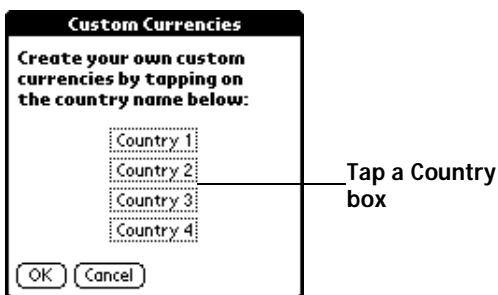 Custom Currencies
Create your own custom
currencies by tapping on
the country name below:
Country 1
Country 2
Country 3
Country 4
Tap a Country
box
OK Cancel